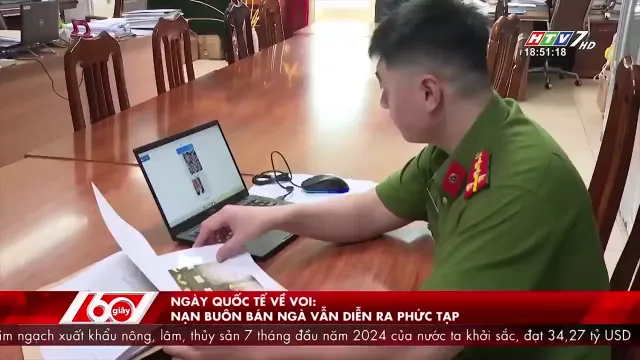 HTV7 HD
18:51:18
60 giây
NGÀY QUỐC TẾ VỀ VOI:
NẠN BUÔN BÁN NGÀ VẪN DIỄN RA PHỨC TẠP
im ngạch xuất khẩu nông, lâm, thủy sản 7 tháng đầu năm 2024 của nước ta khởi sắc, đạt 34,27 tỷ USD